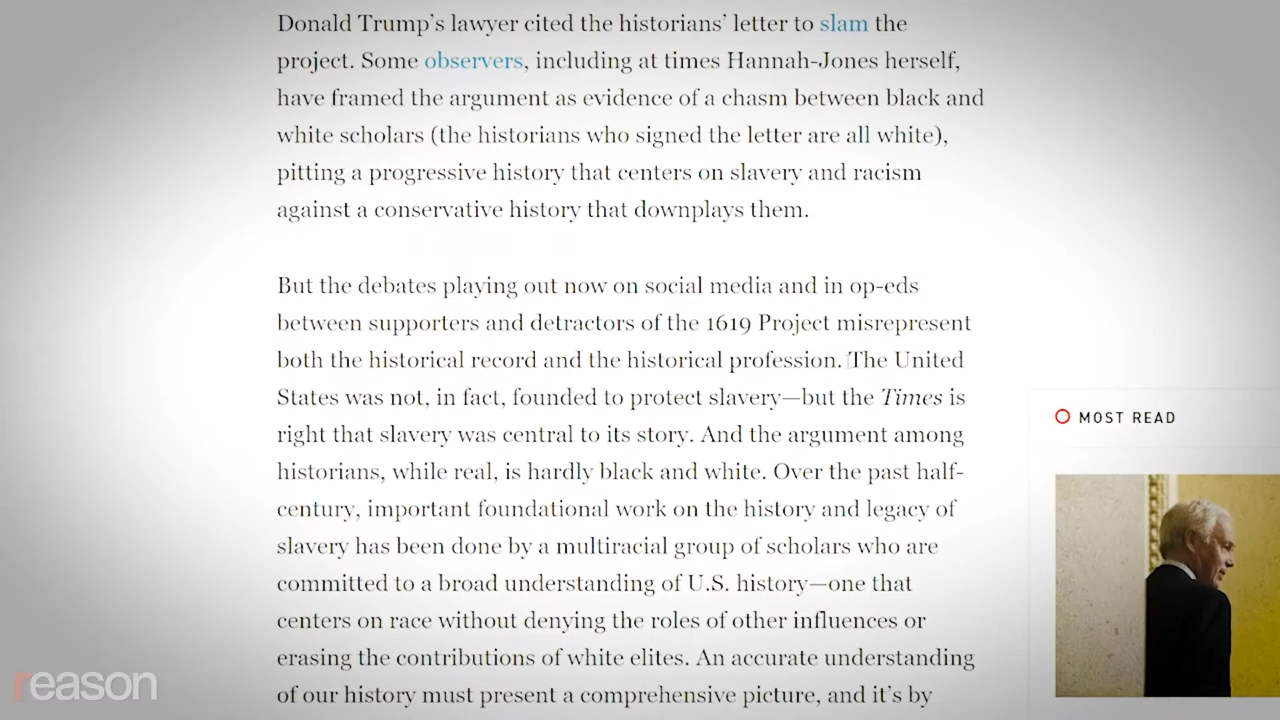 Donald Trump's lawyer cited the historians' letter to slam the
project. Some observers, including at times Hannah-Jones herself,
have framed the argument as evidence of a chasm between black and
white scholars (the historians who signed the letter are all white),
pitting a progressive history that centers on slavery and racism
against a conservative history that downplays them.
But the debates playing out now on social media and in op-eds
between supporters and detractors of the 1619 Project misrepresent
both the historical record and the historical profession. The United
States was not, in fact, founded to protect slavery—but the Times is
right that slavery was central to its story. And the argument among
historians, while real, is hardly black and white. Over the past half-
century, important foundational work on the history and legacy of
slavery has been done by a multiracial group of scholars who are
committed to a broad understanding of U.S. history—one that
centers on race without denying the roles of other influences or
erasing the contributions of white elites. An accurate understanding
of our history must present a comprehensive picture, and it's by
MOST READ
reason